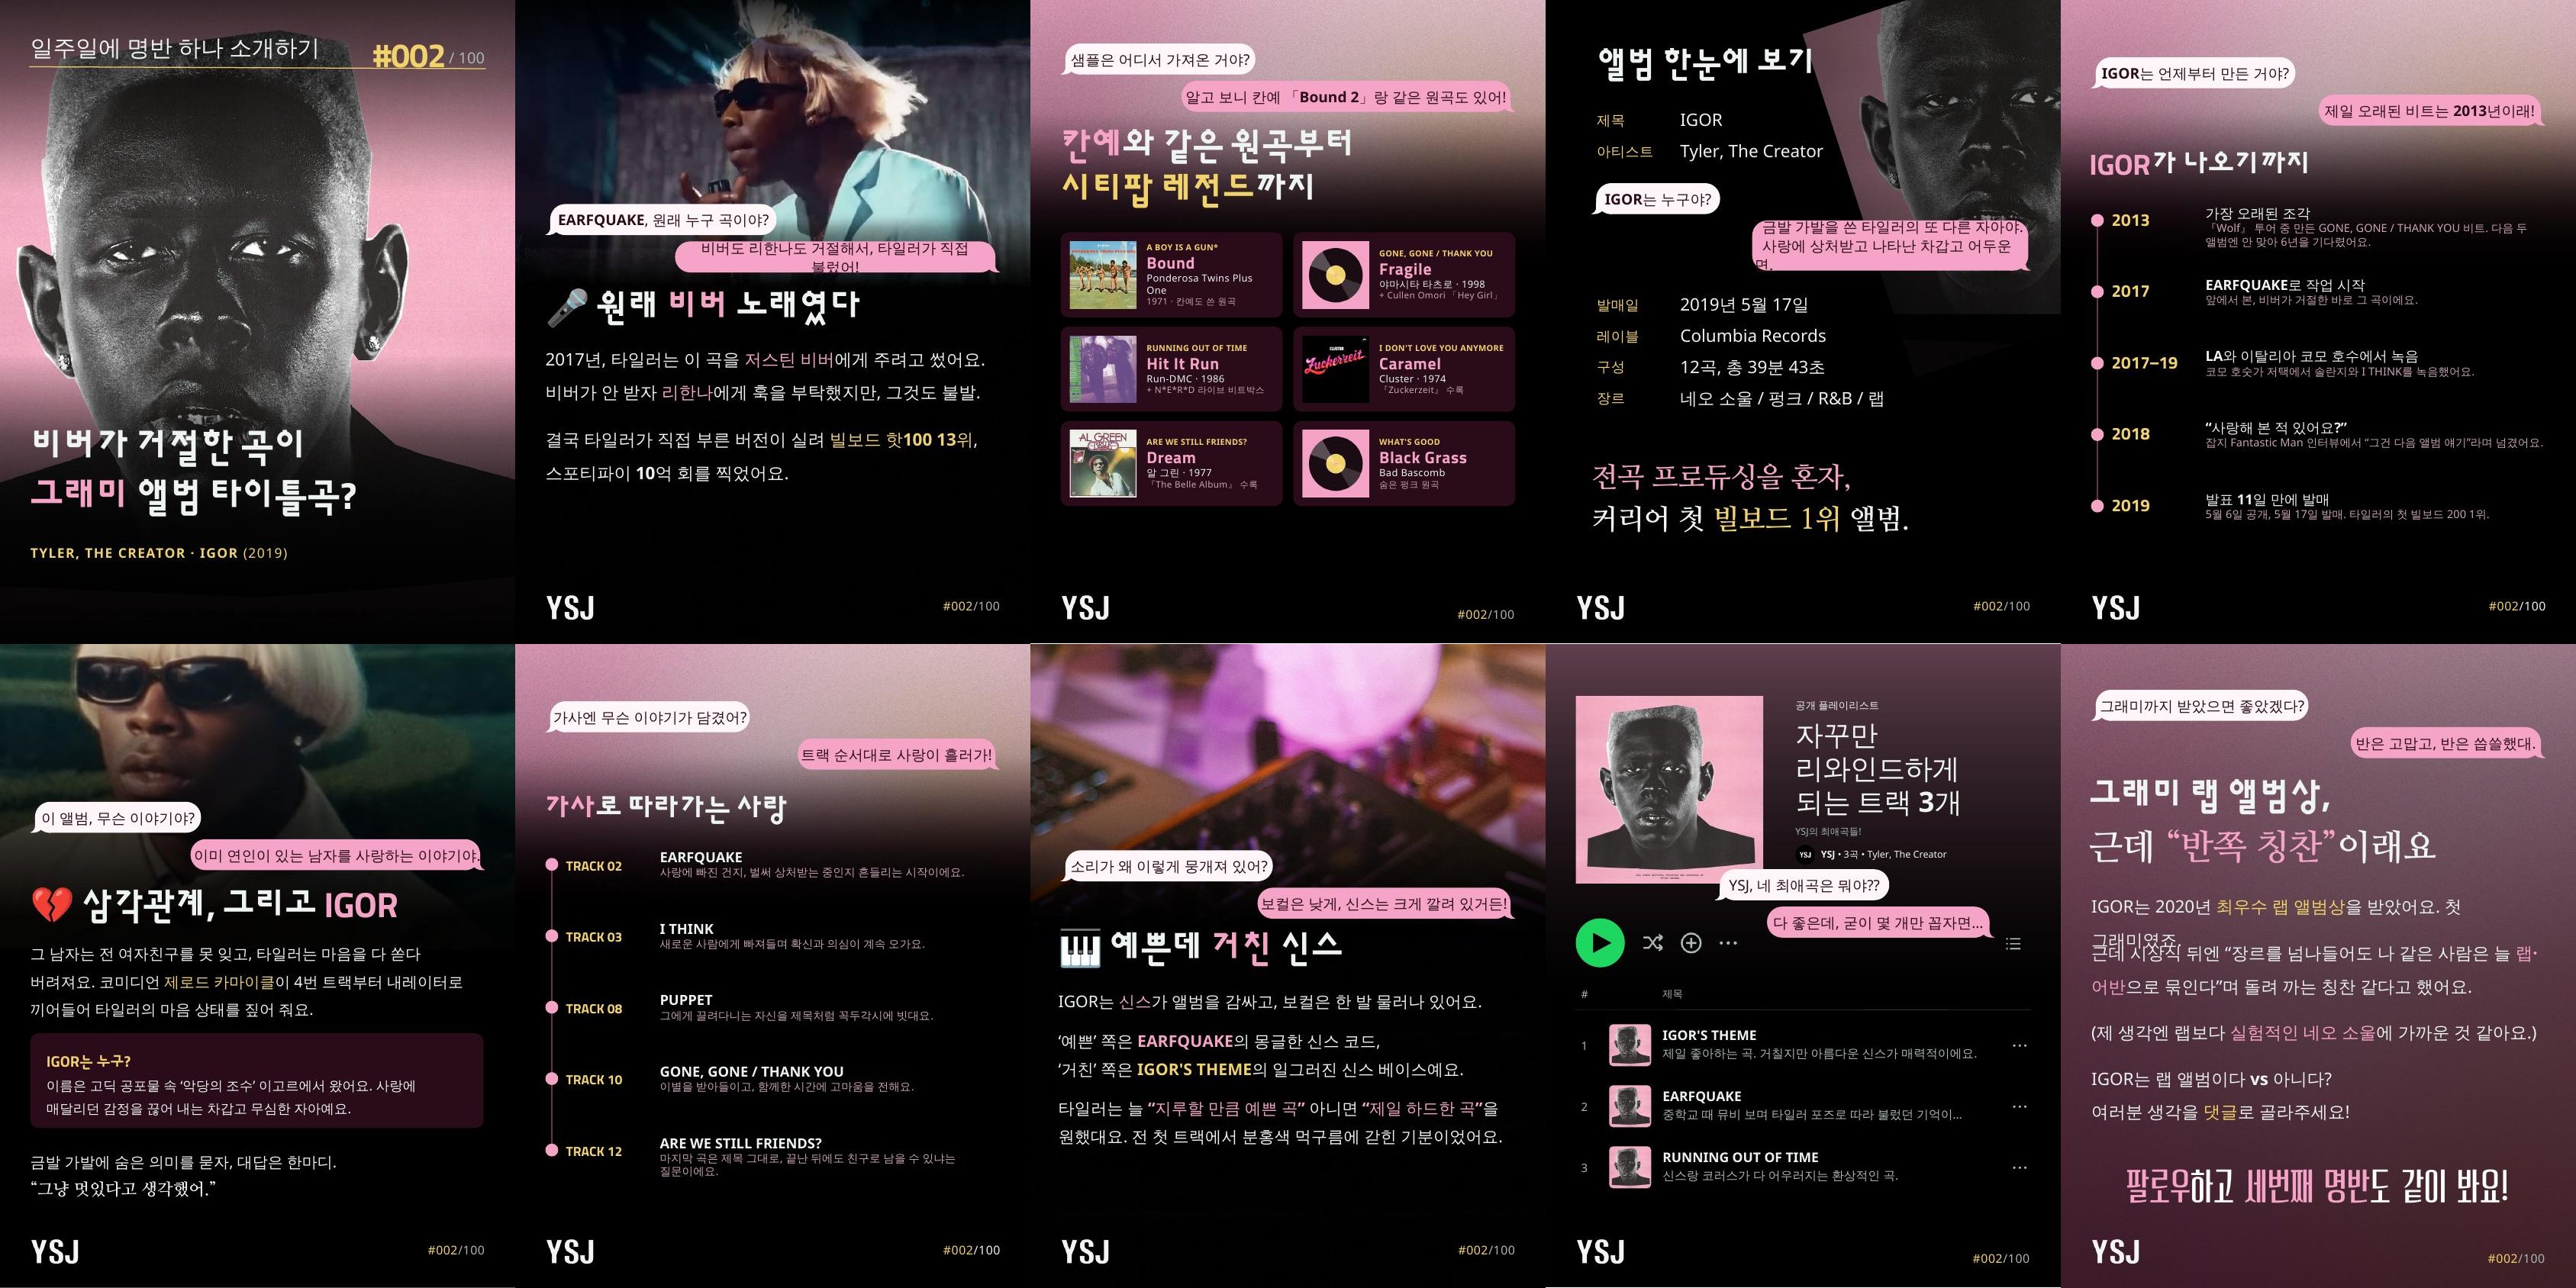 일주일에 명반 하나 소개하기
#002 / 100
비버가 거절한 곡이
그래미 앨범 타이틀곡?
TYLER, THE CREATOR · IGOR (2019)
EARFQUAKE, 원래 누구 곡이야?
비버도 리한나도 거절해서, 타일러가 직접
불렀어!
🎤 원래 비버 노래였다
2017년, 타일러는 이 곡을 저스틴 비버에게 주려고 썼어요.
비버가 안 받자 리한나에게 훅을 부탁했지만, 그것도 불발.
결국 타일러가 직접 부른 버전이 실려 빌보드 핫100 13위,
스포티파이 10억 회를 찍었어요.
YSJ
#002/100
샘플은 어디서 가져온 거야?
알고 보니 칸예 「Bound 2」랑 같은 원곡도 있어!
칸예와 같은 원곡부터
시티팝 레전드까지
A BOY IS A GUN*
Bound
Ponderosa Twins Plus
One
1971 · 칸예도 쓴 원곡
GONE, GONE / THANK YOU
Fragile
야마시타 타츠로 · 1998
+ Cullen Omori 「Hey Girl」
RUNNING OUT OF TIME
Hit It Run
Run-DMC · 1986
+ N*E*R*D 라이브 비트박스
CLUSTER
Zuckerzeit
I DON'T LOVE YOU ANYMORE
Caramel
Cluster · 1974
『Zuckerzeit』 수록
AL GREEN
ARE WE STILL FRIENDS?
Dream
알 그린 · 1977
『The Belle Album』 수록
WHAT'S GOOD
Black Grass
Bad Bascomb
숨은 펑크 원곡
YSJ
#002/100
앨범 한눈에 보기
제목 IGOR
아티스트 Tyler, The Creator
IGOR는 누구야?
금발 가발을 쓴 타일러의 또 다른 자아야.
사랑에 상처받고 나타난 차갑고 어두운
면.
발매일 2019년 5월 17일
레이블 Columbia Records
구성 12곡, 총 39분 43초
장르 네오 소울 / 펑크 / R&B / 랩
전곡 프로듀싱을 혼자,
커리어 첫 빌보드 1위 앨범.
YSJ
#002/100
IGOR는 언제부터 만든 거야?
제일 오래된 비트는 2013년이래!
IGOR가 나오기까지
2013
가장 오래된 조각
『Wolf』 투어 중 만든 GONE, GONE / THANK YOU 비트. 다음 두
앨범엔 안 맞아 6년을 기다렸어요.
2017
EARFQUAKE로 작업 시작
앞에서 본, 비버가 거절한 바로 그 곡이에요.
2017–19
LA와 이탈리아 코모 호수에서 녹음
코모 호숫가 저택에서 솔란지와 I THINK를 녹음했어요.
2018
“사랑해 본 적 있어요?”
잡지 Fantastic Man 인터뷰에서 “그건 다음 앨범 얘기”라며 넘겼어요.
2019
발표 11일 만에 발매
5월 6일 공개, 5월 17일 발매. 타일러의 첫 빌보드 200 1위.
YSJ
#002/100
이 앨범, 무슨 이야기야?
이미 연인이 있는 남자를 사랑하는 이야기야.
💔 삼각관계, 그리고 IGOR
그 남자는 전 여자친구를 못 잊고, 타일러는 마음을 다 쏟다
버려져요. 코미디언 제로드 카마이클이 4번 트랙부터 내레이터로
끼어들어 타일러의 마음 상태를 짚어 줘요.
IGOR는 누구?
이름은 고딕 공포물 속 ‘악당의 조수’ 이고르에서 왔어요. 사랑에
매달리던 감정을 끊어 내는 차갑고 무심한 자아예요.
금발 가발에 숨은 의미를 묻자, 대답은 한마디.
“그냥 멋있다고 생각했어.”
YSJ
#002/100
가사엔 무슨 이야기가 담겼어?
트랙 순서대로 사랑이 흘러가!
가사로 따라가는 사랑
TRACK 02
EARFQUAKE
사랑에 빠진 건지, 벌써 상처받는 중인지 흔들리는 시작이에요.
TRACK 03
I THINK
새로운 사람에게 빠져들며 확신과 의심이 계속 오가요.
TRACK 08
PUPPET
그에게 끌려다니는 자신을 제목처럼 꼭두각시에 빗대요.
TRACK 10
GONE, GONE / THANK YOU
이별을 받아들이고, 함께한 시간에 고마움을 전해요.
TRACK 12
ARE WE STILL FRIENDS?
마지막 곡은 제목 그대로, 끝난 뒤에도 친구로 남을 수 있냐는
질문이에요.
YSJ
#002/100
소리가 왜 이렇게 뭉개져 있어?
보컬은 낮게, 신스는 크게 깔려 있거든!
🎹 예쁜데 거친 신스
IGOR는 신스가 앨범을 감싸고, 보컬은 한 발 물러나 있어요.
‘예쁜’ 쪽은 EARFQUAKE의 몽글한 신스 코드,
‘거친’ 쪽은 IGOR'S THEME의 일그러진 신스 베이스예요.
타일러는 늘 “지루할 만큼 예쁜 곡” 아니면 “제일 하드한 곡”을
원했대요. 전 첫 트랙에서 분홍색 먹구름에 갇힌 기분이었어요.
YSJ
#002/100
공개 플레이리스트
자꾸만
리와인드하게
되는 트랙 3개
YSJ의 최애곡들!
YSJ YSJ • 3곡 • Tyler, The Creator
YSJ, 네 최애곡은 뭐야??
다 좋은데, 굳이 몇 개만 꼽자면...
# 제목
1
IGOR'S THEME
제일 좋아하는 곡. 거칠지만 아름다운 신스가 매력적이에요.
2
EARFQUAKE
중학교 때 뮤비 보며 타일러 포즈로 따라 불렀던 기억이...
3
RUNNING OUT OF TIME
신스랑 코러스가 다 어우러지는 환상적인 곡.
YSJ
#002/100
그래미까지 받았으면 좋았겠다?
반은 고맙고, 반은 씁쓸했대.
그래미 랩 앨범상,
근데 “반쪽 칭찬”이래요
IGOR는 2020년 최우수 랩 앨범상을 받았어요. 첫
그래미였죠.
근데 시상식 뒤엔 “장르를 넘나들어도 나 같은 사람은 늘 랩·
어반으로 묶인다”며 돌려 까는 칭찬 같다고 했어요.
(제 생각엔 랩보다 실험적인 네오 소울에 가까운 것 같아요.)
IGOR는 랩 앨범이다 vs 아니다?
여러분 생각을 댓글로 골라주세요!
팔로우하고 세번째 명반도 같이 봐요!
YSJ
#002/100